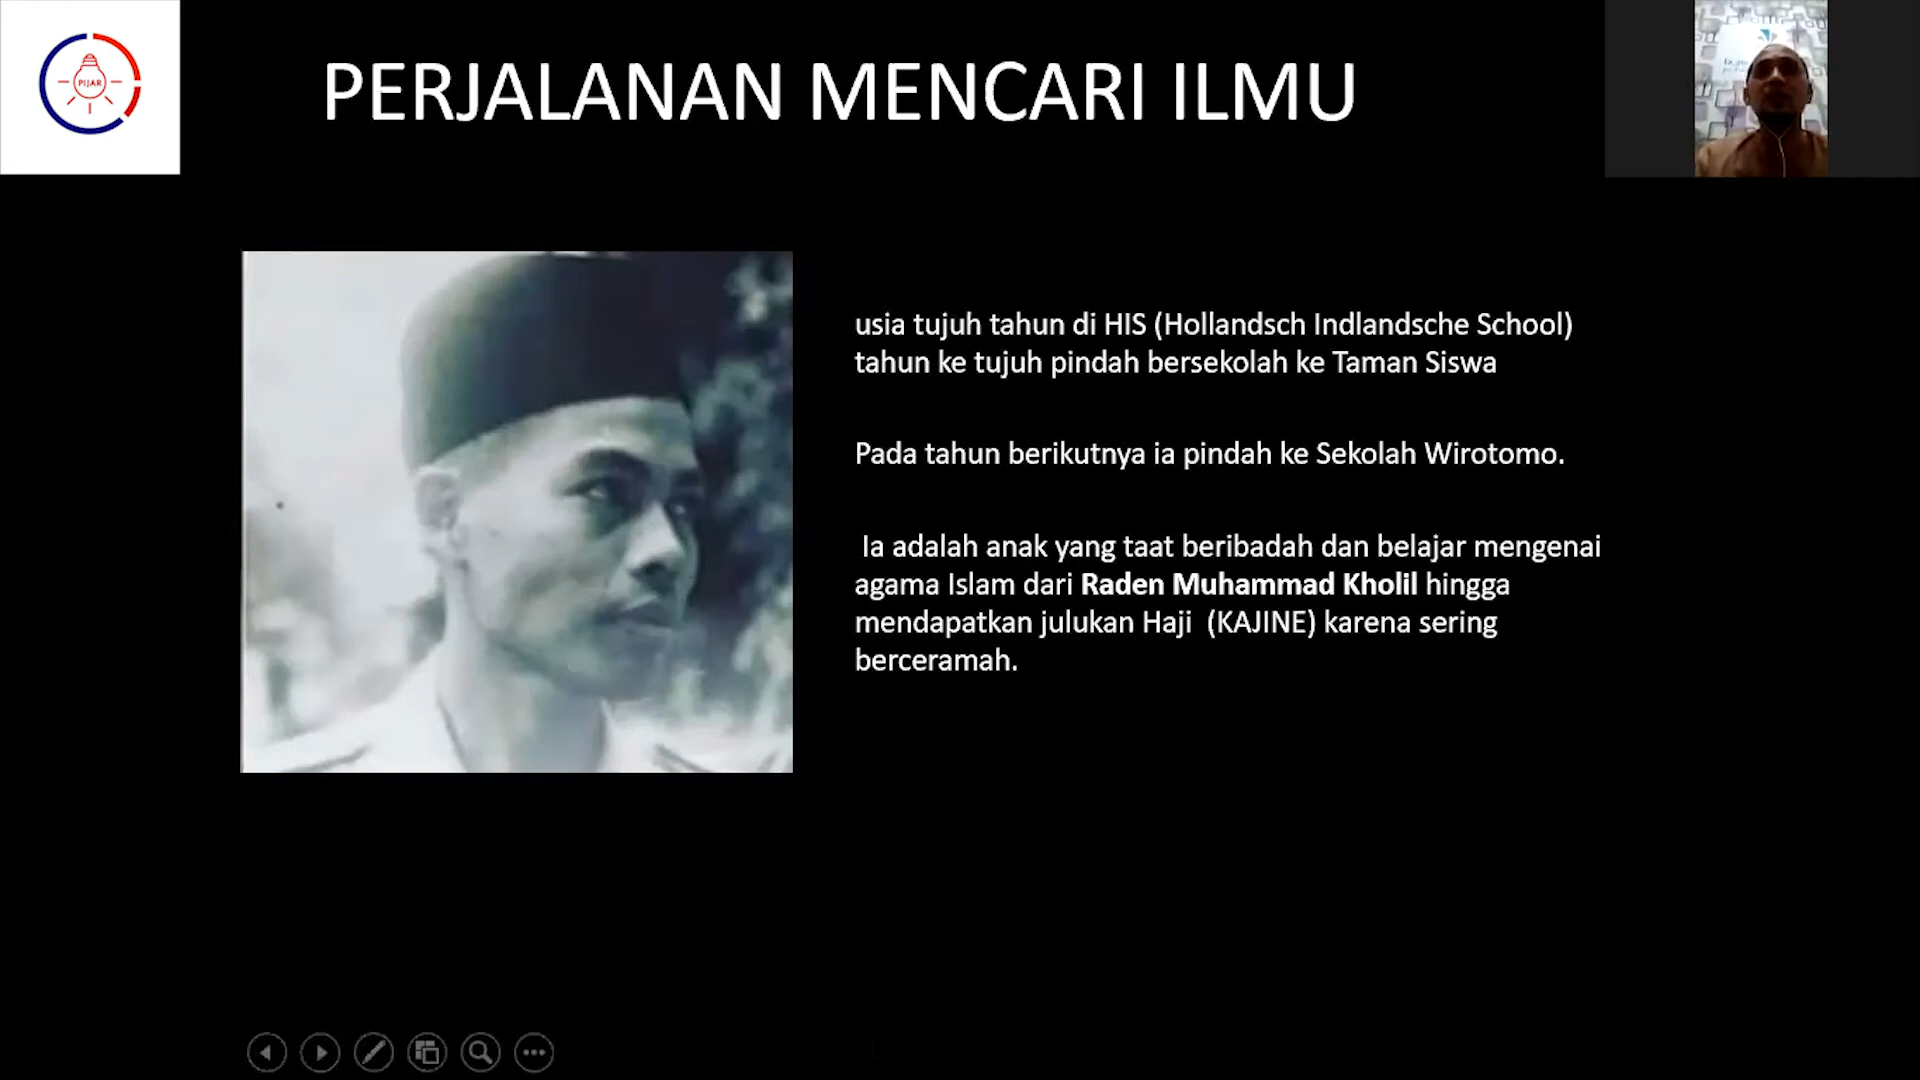 PIJAR
PERJALANAN MENCARI ILMU
usia tujuh tahun di HIS (Hollandsch Indlandsche School)
tahun ke tujuh pindah bersekolah ke Taman Siswa
Pada tahun berikutnya ia pindah ke Sekolah Wirotomo.
Ia adalah anak yang taat beribadah dan belajar mengenai
agama Islam dari Raden Muhammad Kholil hingga
mendapatkan julukan Haji (KAJINE) karena sering
berceramah.